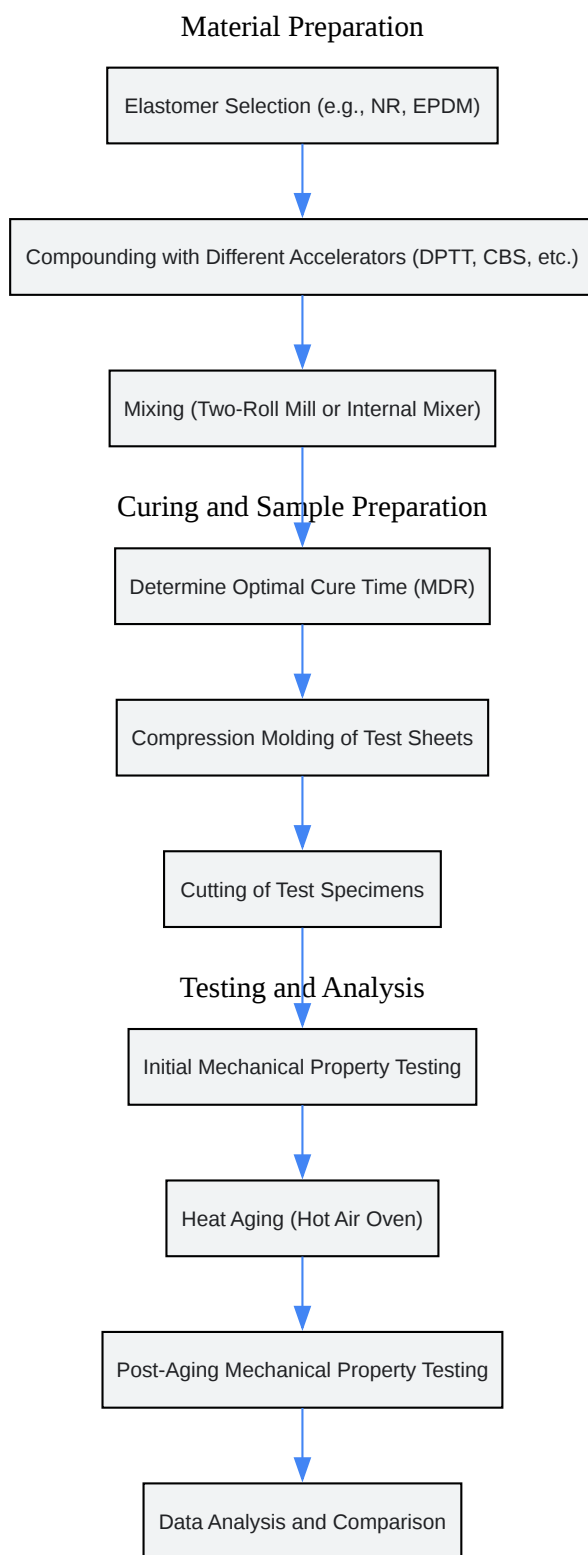 Material Preparation
Elastomer Selection (e.g., NR, EPDM)
Compounding with Different Accelerators (DPTT, CBS, etc.)
Mixing (Two-Roll Mill or Internal Mixer)
Curing and Sample Preparation
Determine Optimal Cure Time (MDR)
Compression Molding of Test Sheets
Cutting of Test Specimens
Testing and Analysis
Initial Mechanical Property Testing
Heat Aging (Hot Air Oven)
Post-Aging Mechanical Property Testing
Data Analysis and Comparison